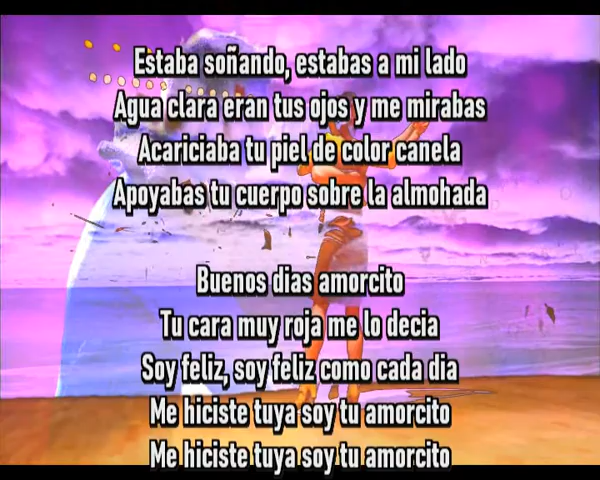 Estaba soñando, estabas a mi lado
Agua clara eran tus ojos y me mirabas
Acariciaba tu piel de color canela
Apoyabas tu cuerpo sobre la almohada
Buenos dias amorcito
Tu cara muy roja me lo decia
Soy feliz, soy feliz como cada dia
Me hiciste tuya soy tu amorcito
Me hiciste tuya soy tu amorcito